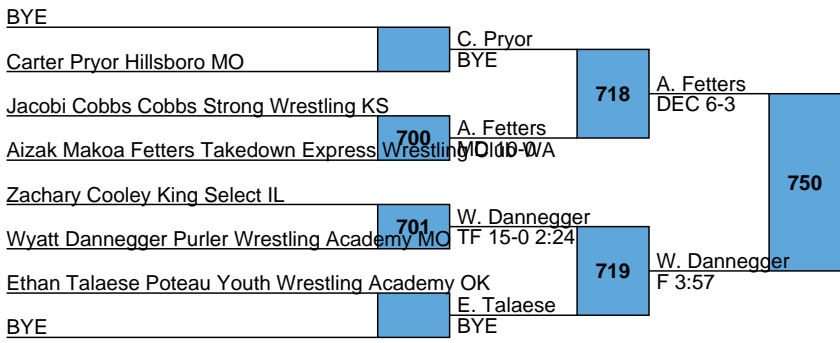 BYE
C. Pryor
BYE
Carter Pryor Hillsboro MO
718
A. Fetters
DEC 6-3
Jacobi Cobbs Cobbs Strong Wrestling KS
700
A. Fetters
MD 10-0
Aizak Makoa Fetters Takedown Express Wrestling Club WA
750
Zachary Cooley King Select IL
701
W. Dannegger
TF 15-0 2:24
Wyatt Dannegger Purler Wrestling Academy MO
719
W. Dannegger
F 3:57
Ethan Talaese Poteau Youth Wrestling Academy OK
E. Talaese
BYE
BYE